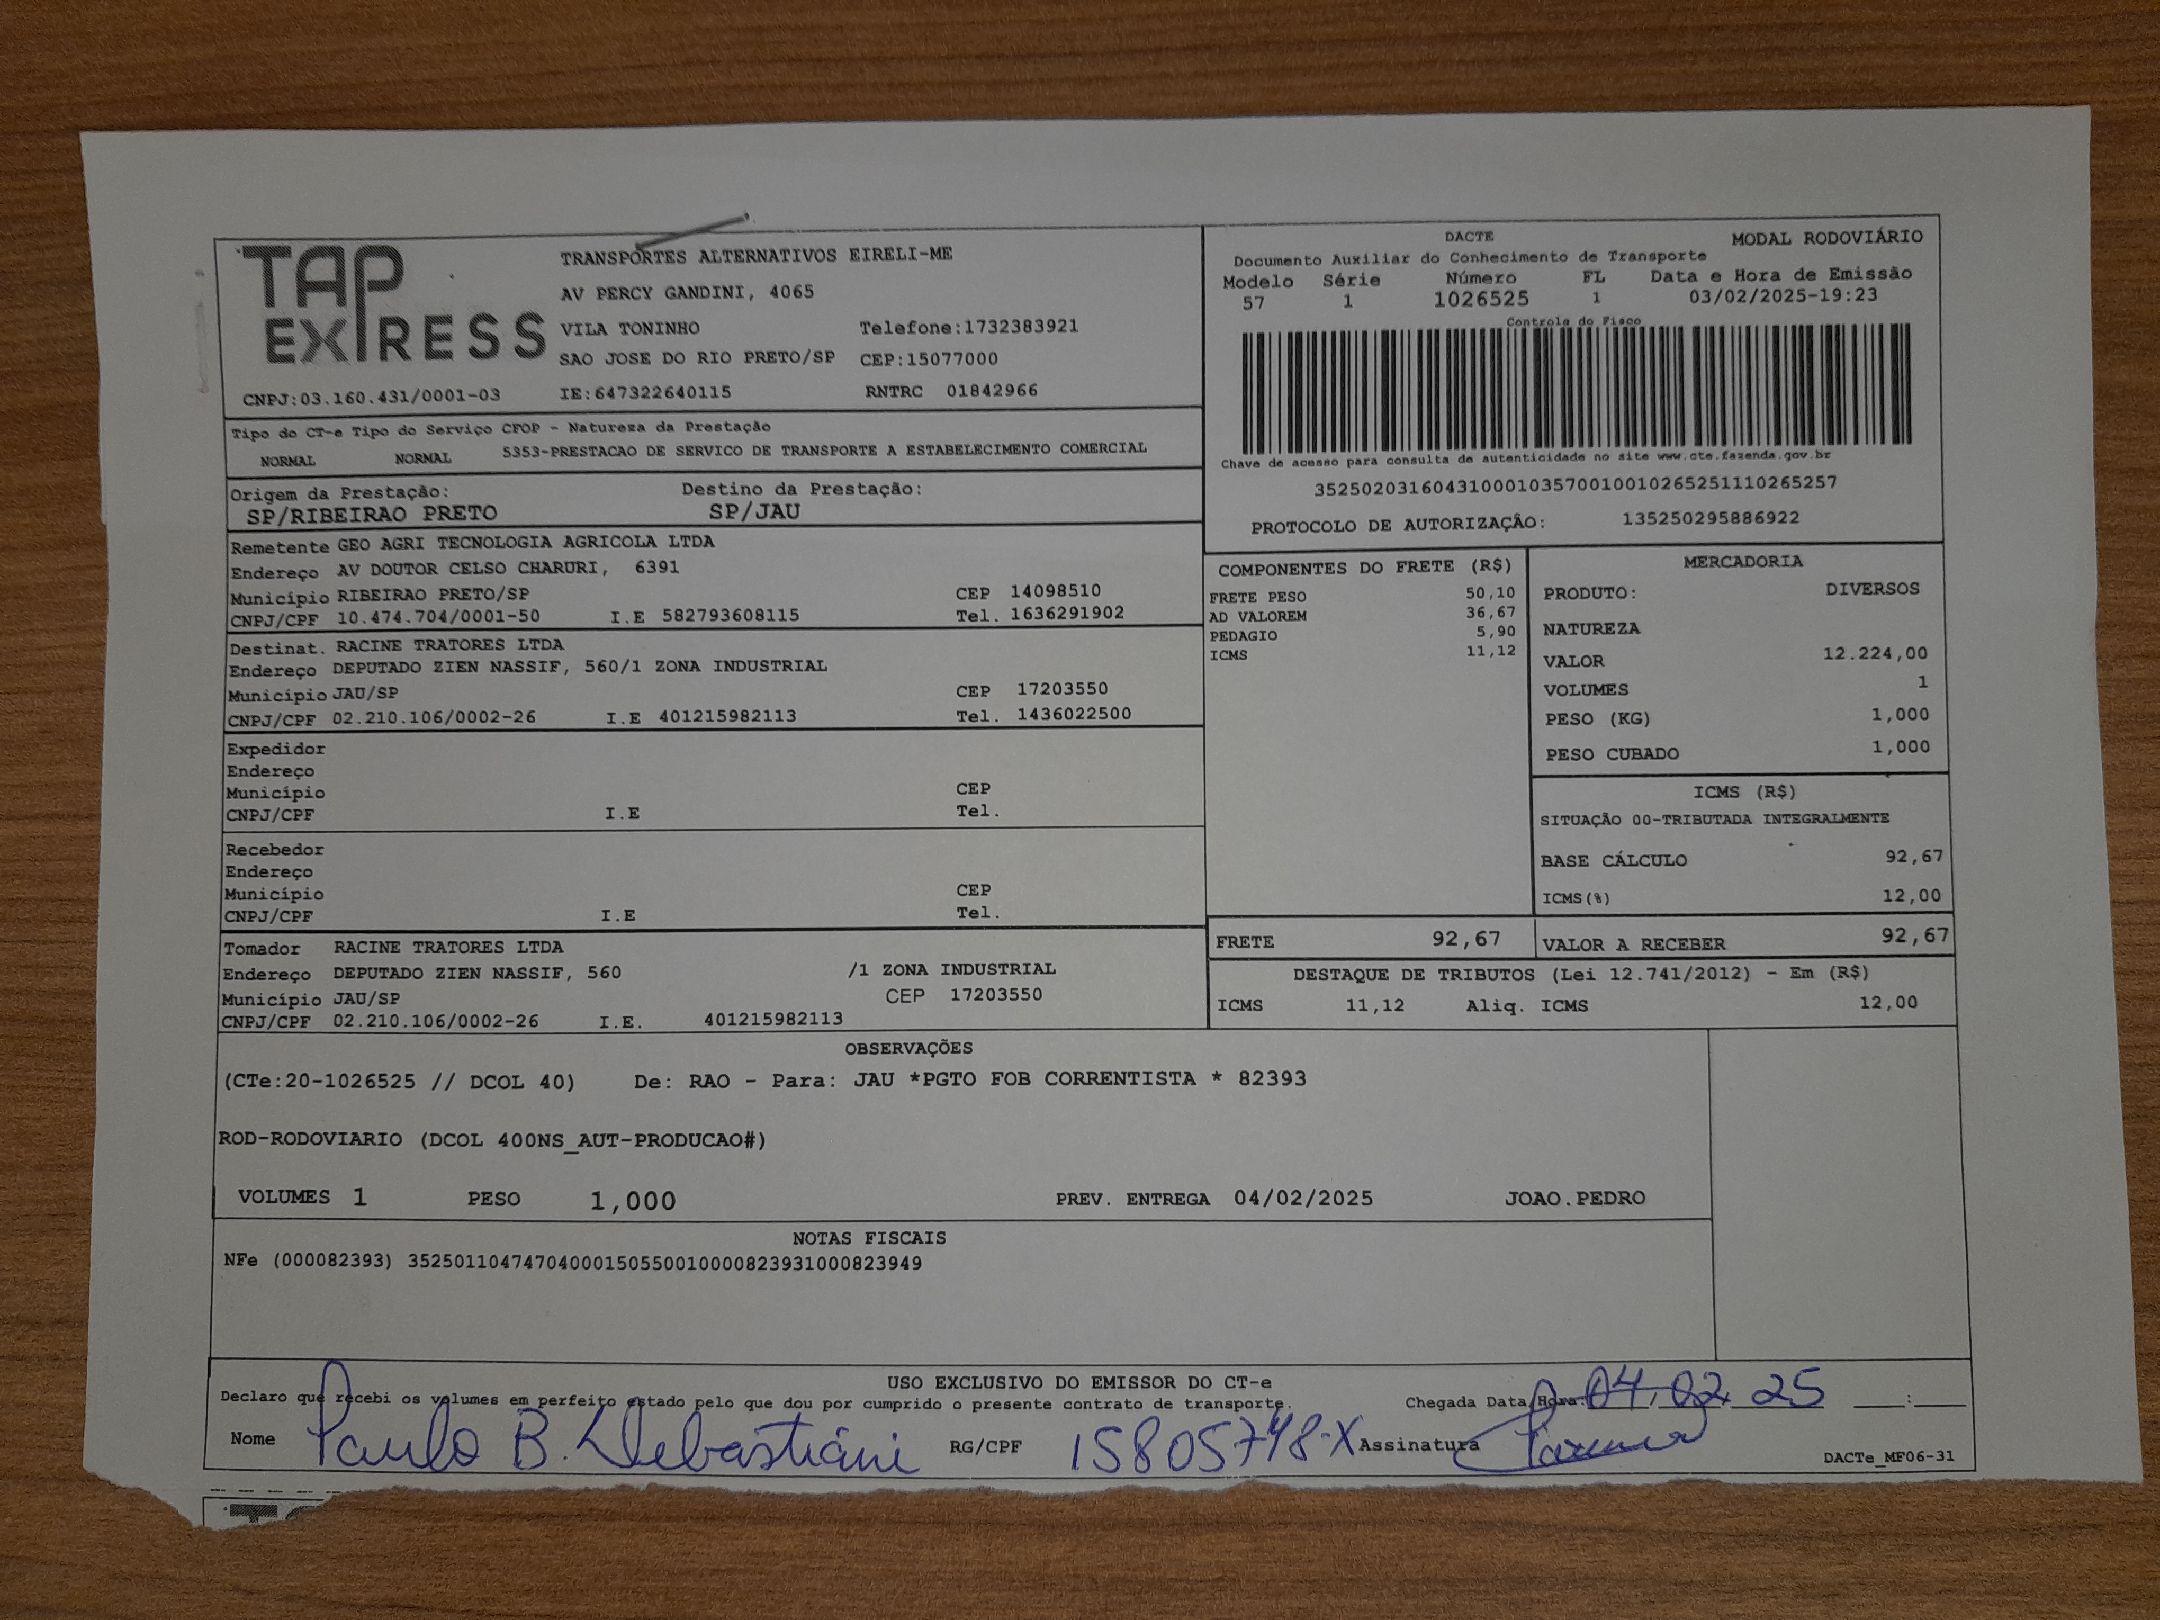 TAP EXPRESS
TRANSPORTES ALTERNATIVOS EIRELI-ME
AV PERCY GANDINI, 4065
VILA TONINHO Telefone:1732383921
SAO JOSE DO RIO PRETO/SP CEP:15077000
CNPJ:03.160.431/0001-03 IE:647322640115 RNTRC 01842966
DACTE MODAL RODOVIÁRIO
Documento Auxiliar do Conhecimento de Transporte
Modelo Série Número FL Data e Hora de Emissão
57 1 1026525 1 03/02/2025-19:23
Controle do Fisco
Chave de acesso para consulta de autenticidade no site www.cte.fazenda.gov.br
35250203160431000103570010010265251110265257
PROTOCOLO DE AUTORIZAÇÃO: 135250295886922
Tipo do CT-e Tipo do Serviço CFOP - Natureza da Prestação
NORMAL NORMAL 5353-PRESTACAO DE SERVICO DE TRANSPORTE A ESTABELECIMENTO COMERCIAL
Origem da Prestação: Destino da Prestação:
SP/RIBEIRAO PRETO SP/JAU
Remetente GEO AGRI TECNOLOGIA AGRICOLA LTDA
Endereço AV DOUTOR CELSO CHARURI, 6391
Município RIBEIRAO PRETO/SP CEP 14098510
CNPJ/CPF 10.474.704/0001-50 I.E 582793608115 Tel. 1636291902
Destinat. RACINE TRATORES LTDA
Endereço DEPUTADO ZIEN NASSIF, 560/1 ZONA INDUSTRIAL
Município JAU/SP CEP 17203550
CNPJ/CPF 02.210.106/0002-26 I.E 401215982113 Tel. 1436022500
Expedidor
Endereço
Município CEP
CNPJ/CPF I.E Tel.
Recebedor
Endereço
Município CEP
CNPJ/CPF I.E Tel.
Tomador RACINE TRATORES LTDA
Endereço DEPUTADO ZIEN NASSIF, 560 /1 ZONA INDUSTRIAL
Município JAU/SP CEP 17203550
CNPJ/CPF 02.210.106/0002-26 I.E. 401215982113
COMPONENTES DO FRETE (R$)
FRETE PESO 50,10
AD VALOREM 36,67
PEDAGIO 5,90
ICMS 11,12
MERCADORIA
PRODUTO: DIVERSOS
NATUREZA
VALOR 12.224,00
VOLUMES 1
PESO (KG) 1,000
PESO CUBADO 1,000
ICMS (R$)
SITUAÇÃO 00-TRIBUTADA INTEGRALMENTE
BASE CÁLCULO 92,67
ICMS(%) 12,00
FRETE 92,67 VALOR A RECEBER 92,67
DESTAQUE DE TRIBUTOS (Lei 12.741/2012) - Em (R$)
ICMS 11,12 Aliq. ICMS 12,00
OBSERVAÇÕES
(CTe:20-1026525 // DCOL 40) De: RAO - Para: JAU *PGTO FOB CORRENTISTA * 82393
ROD-RODOVIARIO (DCOL 400NS_AUT-PRODUCAO#)
VOLUMES 1 PESO 1,000 PREV. ENTREGA 04/02/2025 JOAO.PEDRO
NOTAS FISCAIS
NFe (000082393) 35250110474704000150550010000823931000823949
USO EXCLUSIVO DO EMISSOR DO CT-e
Declaro que recebi os volumes em perfeito estado pelo que dou por cumprido o presente contrato de transporte. Chegada Data/Hora: 04/02 25 :
Nome Paulo B. Debastiani RG/CPF 15805748-X Assinatura
DACTe_MF06-31